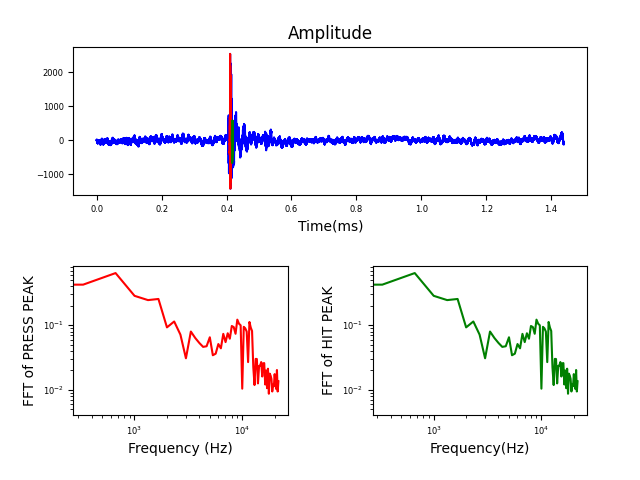 Amplitude
2000
1000
0
−1000
0.0 0.2 0.4 0.6 0.8 1.0 1.2 1.4
Time(ms)
FFT of PRESS PEAK
10⁻¹
10⁻²
10³ 10⁴
Frequency (Hz)
FFT of HIT PEAK
10⁻¹
10⁻²
10³ 10⁴
Frequency(Hz)